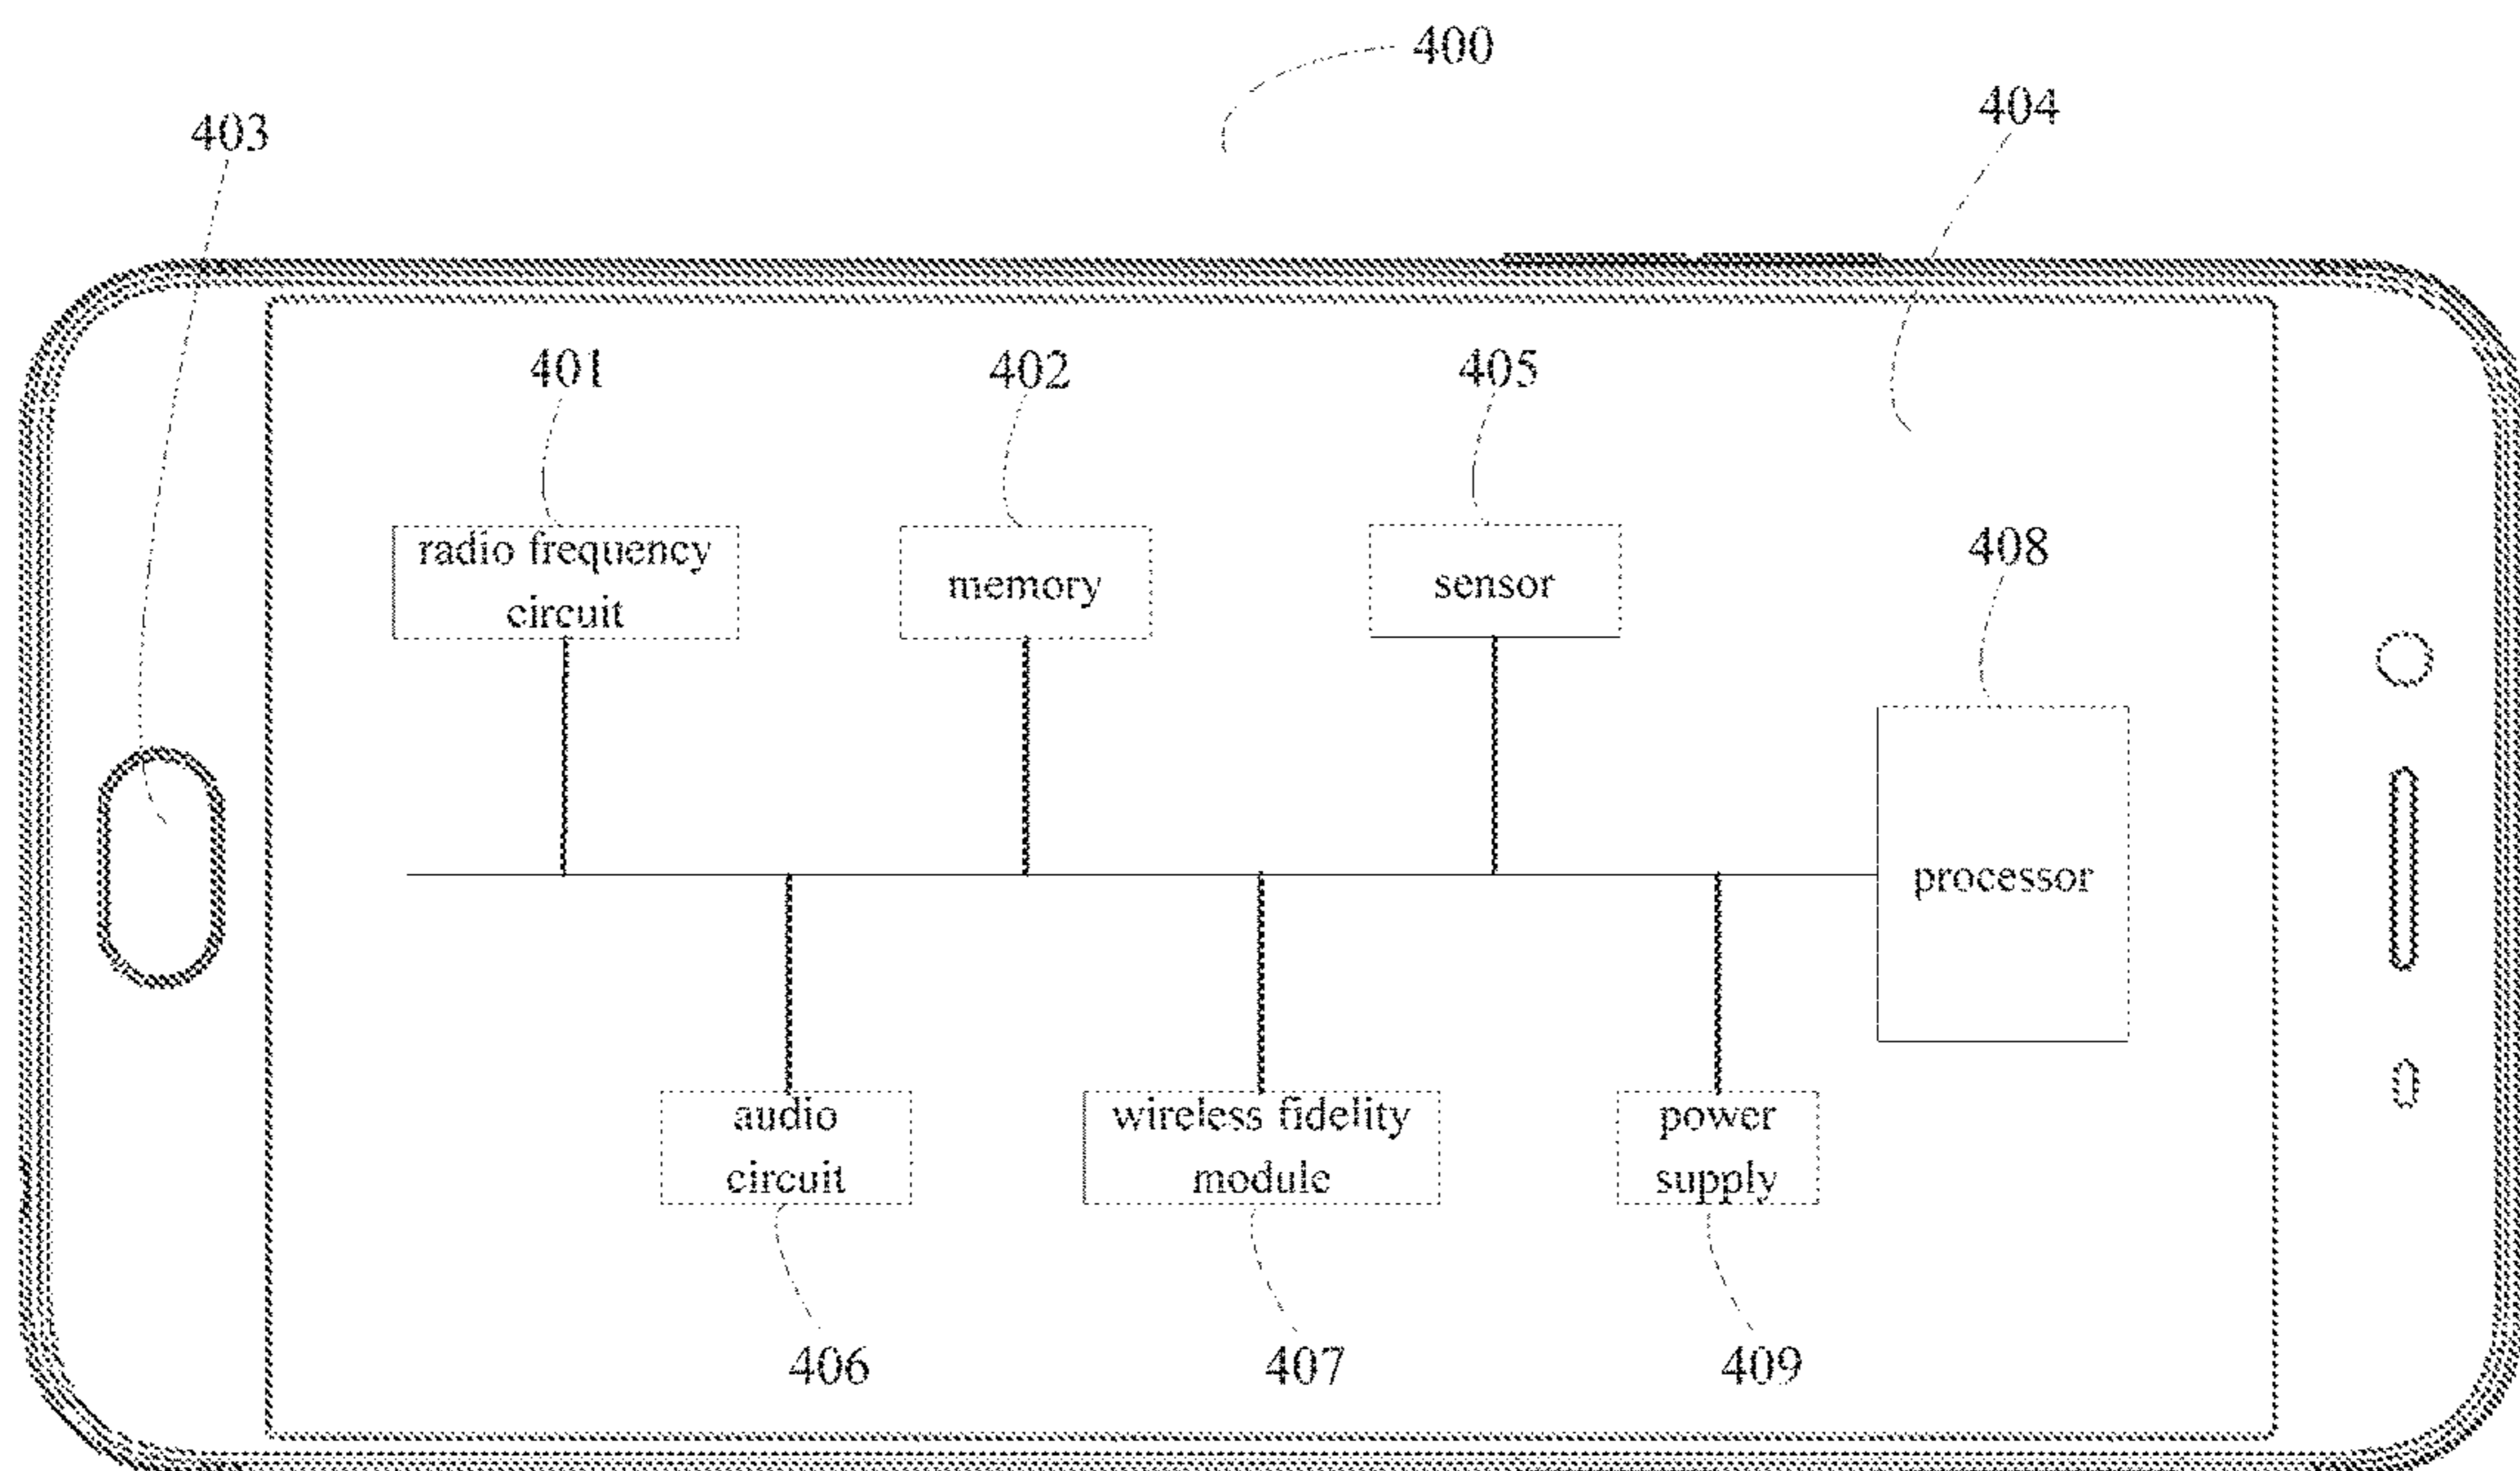 400
404
403
401
402
405
radio frequency
circuit
memory
sensor
408
processor
audio
circuit
wireless fidelity
module
power
supply
406
407
409